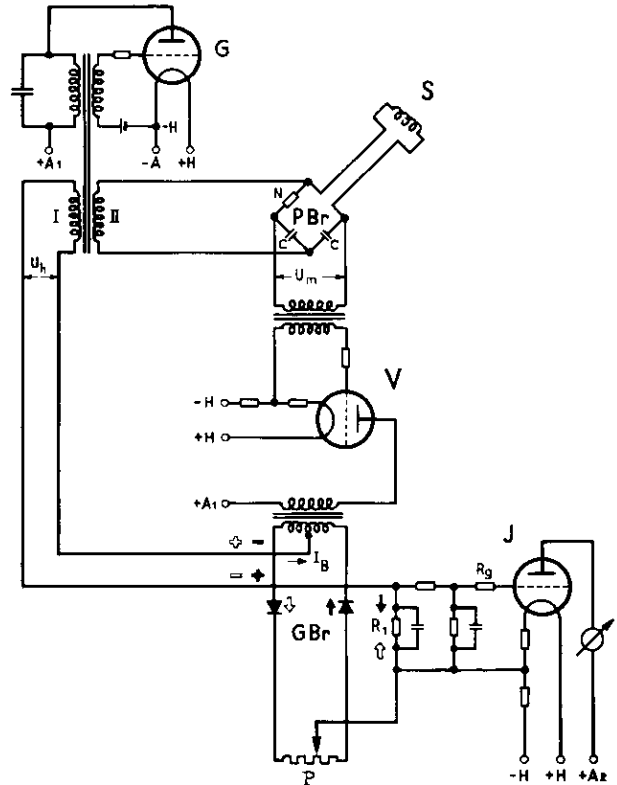 G
-H
+A1 -A +H
S
N
PBr
I II
C C
Uh
Um
V
-H
+H
+A1
+ -
IB
- +
J
Rg
R1
GBr
P
-H +H +A2